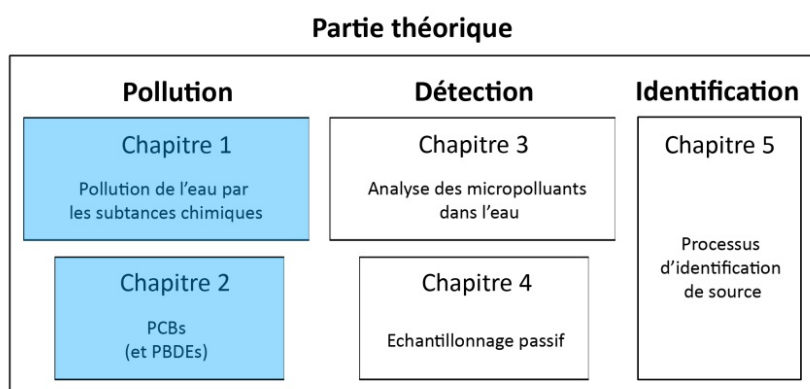 Partie théorique
Pollution
Chapitre 1
Pollution de l'eau par
les subtances chimiques
Chapitre 2
PCBs
(et PBDEs)
Détection
Chapitre 3
Analyse des micropolluants
dans l'eau
Chapitre 4
Echantillonnage passif
Identification
Chapitre 5
Processus
d'identification
de source